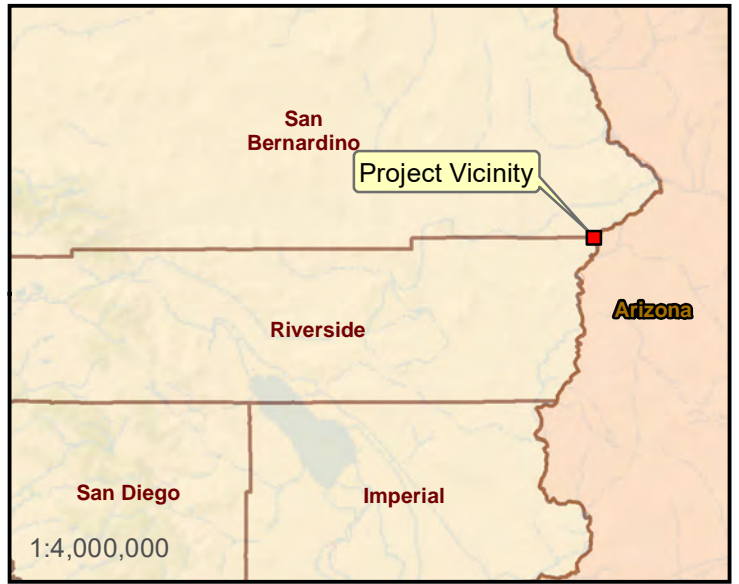 San
Bernardino
Project Vicinity
Arizona
Riverside
San Diego
Imperial
1:4,000,000